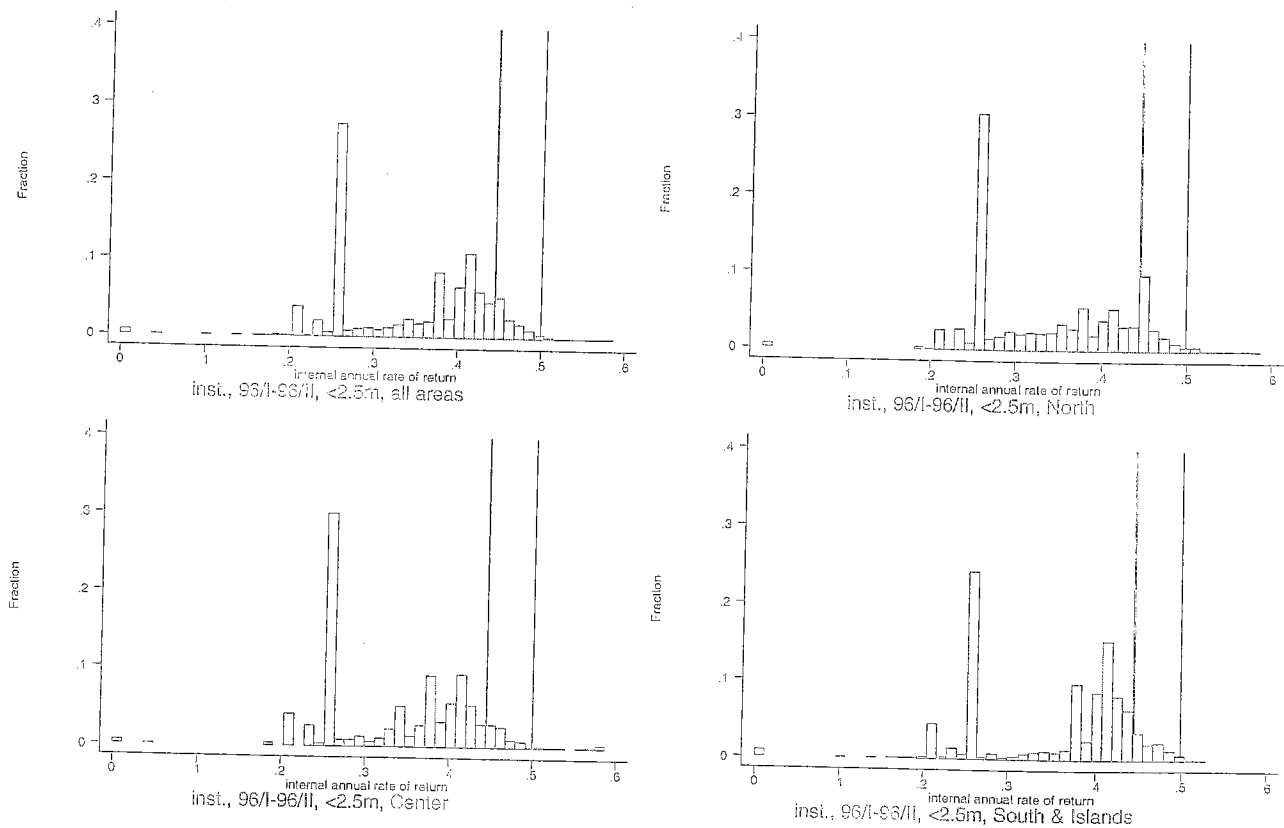 .4
.3
.2
.1
0
Fraction
0 .1 .2 .3 .4 .5 .6
internal annual rate of return
inst., 96/I-96/II, <2.5m, all areas
.4
.3
.2
.1
0
Fraction
0 .1 .2 .3 .4 .5 .6
internal annual rate of return
inst., 96/I-96/II, <2.5m, North
.4
.3
.2
.1
0
Fraction
0 .1 .2 .3 .4 .5 .6
internal annual rate of return
inst., 96/I-96/II, <2.5m, Center
.4
.3
.2
.1
0
Fraction
0 .1 .2 .3 .4 .5 .6
internal annual rate of return
inst., 96/I-96/II, <2.5m, South & Islands